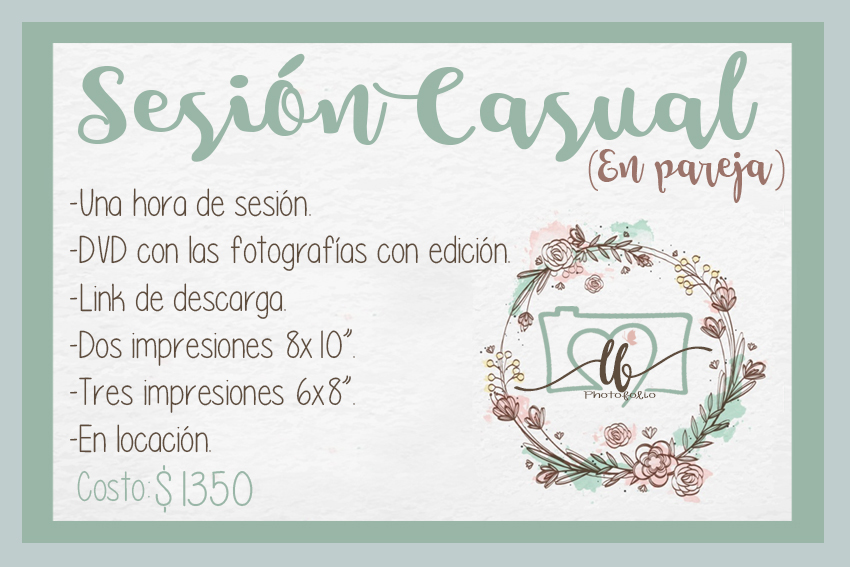 Sesión Casual
(En pareja)
-Una hora de sesión.
-DVD con las fotografías con edición.
-Link de descarga.
-Dos impresiones 8x10”.
-Tres impresiones 6x8”.
-En locación.
Costo: $1350
lb
Photofolio